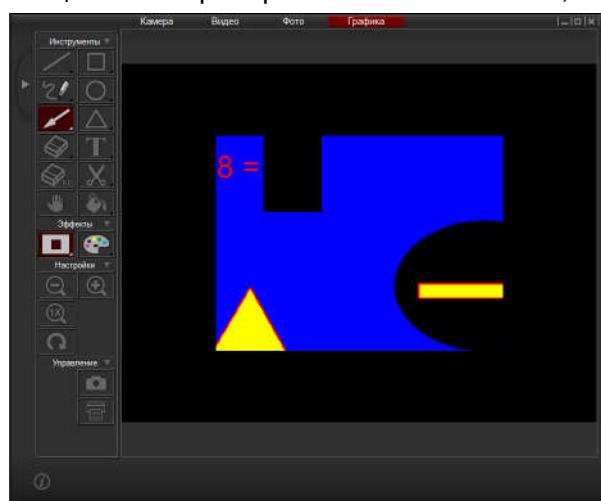 Камера Видео Фото Графика
Инструменты
Эффекты
Настройки
Управление
8 =